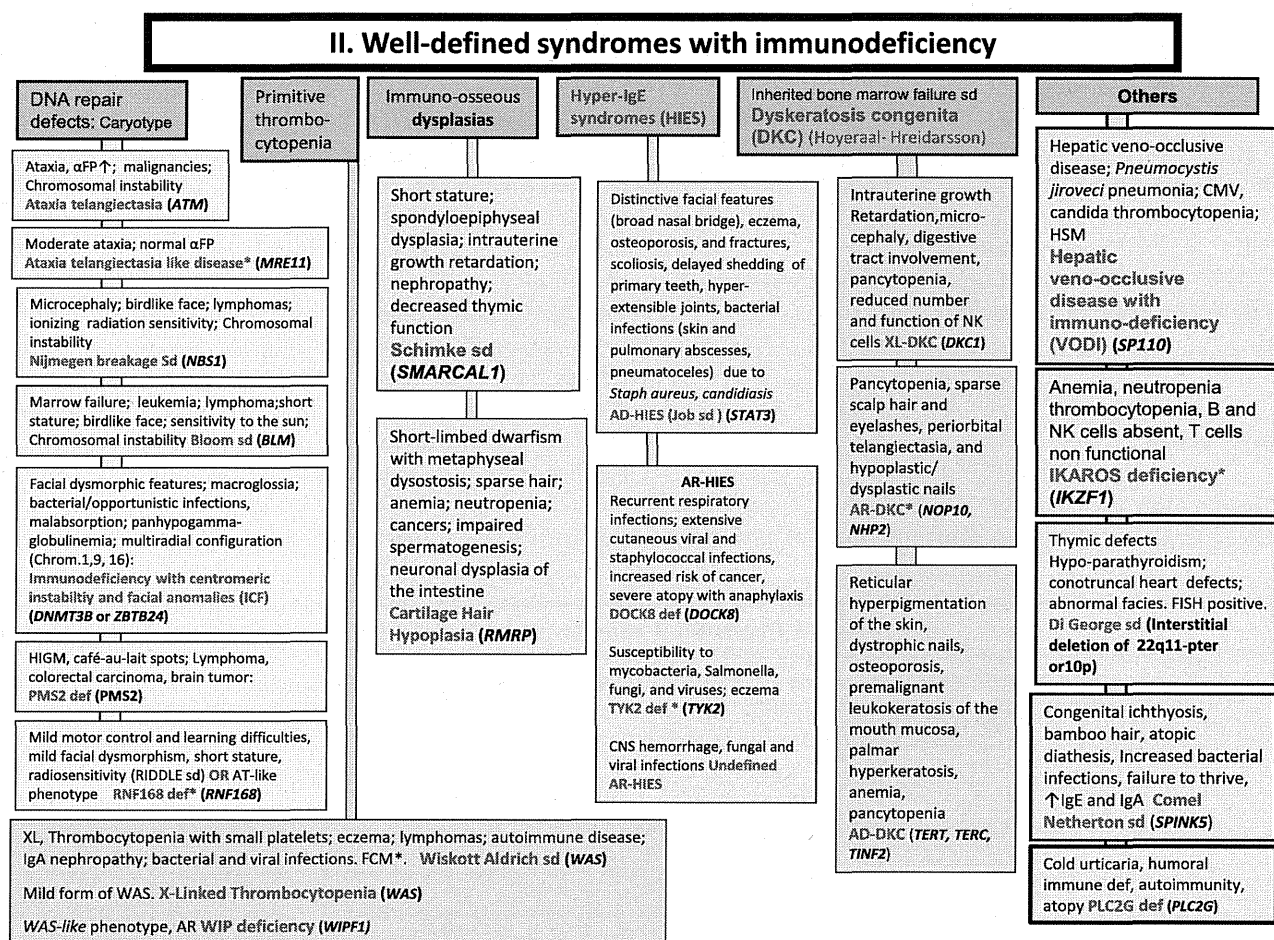 II. Well-defined syndromes with immunodeficiency
DNA repair
defects: Caryotype
Ataxia, αFP↑; malignancies;
Chromosomal instability
Ataxia telangiectasia (ATM)
Moderate ataxia; normal αFP
Ataxia telangiectasia like disease* (MRE11)
Microcephaly; birdlike face; lymphomas;
ionizing radiation sensitivity; Chromosomal
instability
Nijmegen breakage Sd (NBS1)
Marrow failure; leukemia; lymphoma;short
stature; birdlike face; sensitivity to the sun;
Chromosomal instability Bloom sd (BLM)
Facial dysmorphic features; macroglossia;
bacterial/opportunistic infections,
malabsorption; panhypogamma-
globulinemia; multiradial configuration
(Chrom.1,9, 16):
Immunodeficiency with centromeric
instabiltiy and facial anomalies (ICF)
(DNMT3B or ZBTB24)
HIGM, café-au-lait spots; Lymphoma,
colorectal carcinoma, brain tumor:
PMS2 def (PMS2)
Mild motor control and learning difficulties,
mild facial dysmorphism, short stature,
radiosensitivity (RIDDLE sd) OR AT-like
phenotype RNF168 def* (RNF168)
Primitive
thrombo-
cytopenia
XL, Thrombocytopenia with small platelets; eczema; lymphomas; autoimmune disease;
IgA nephropathy; bacterial and viral infections. FCM*. Wiskott Aldrich sd (WAS)
Mild form of WAS. X-Linked Thrombocytopenia (WAS)
WAS-like phenotype, AR WIP deficiency (WIPF1)
Immuno-osseous
dysplasias
Short stature;
spondyloepiphyseal
dysplasia; intrauterine
growth retardation;
nephropathy;
decreased thymic
function
Schimke sd
(SMARCAL1)
Short-limbed dwarfism
with metaphyseal
dysostosis; sparse hair;
anemia; neutropenia;
cancers; impaired
spermatogenesis;
neuronal dysplasia of
the intestine
Cartilage Hair
Hypoplasia (RMRP)
Hyper-IgE
syndromes (HIES)
Distinctive facial features
(broad nasal bridge), eczema,
osteoporosis, and fractures,
scoliosis, delayed shedding of
primary teeth, hyper-
extensible joints, bacterial
infections (skin and
pulmonary abscesses,
pneumatoceles) due to
Staph aureus, candidiasis
AD-HIES (Job sd ) (STAT3)
AR-HIES
Recurrent respiratory
infections; extensive
cutaneous viral and
staphylococcal infections,
increased risk of cancer,
severe atopy with anaphylaxis
DOCK8 def (DOCK8)
Susceptibility to
mycobacteria, Salmonella,
fungi, and viruses; eczema
TYK2 def * (TYK2)
CNS hemorrhage, fungal and
viral infections Undefined
AR-HIES
Inherited bone marrow failure sd
Dyskeratosis congenita
(DKC) (Hoyeraal- Hreidarsson)
Intrauterine growth
Retardation,micro-
cephaly, digestive
tract involvement,
pancytopenia,
reduced number
and function of NK
cells XL-DKC (DKC1)
Pancytopenia, sparse
scalp hair and
eyelashes, periorbital
telangiectasia, and
hypoplastic/
dysplastic nails
AR-DKC* (NOP10,
NHP2)
Reticular
hyperpigmentation
of the skin,
dystrophic nails,
osteoporosis,
premalignant
leukokeratosis of the
mouth mucosa,
palmar
hyperkeratosis,
anemia,
pancytopenia
AD-DKC (TERT, TERC,
TINF2)
Others
Hepatic veno-occlusive
disease; Pneumocystis
jiroveci pneumonia; CMV,
candida thrombocytopenia;
HSM
Hepatic
veno-occlusive
disease with
immuno-deficiency
(VODI) (SP110)
Anemia, neutropenia
thrombocytopenia, B and
NK cells absent, T cells
non functional
IKAROS deficiency*
(IKZF1)
Thymic defects
Hypo-parathyroidism;
conotruncal heart defects;
abnormal facies. FISH positive.
Di George sd (Interstitial
deletion of 22q11-pter
or10p)
Congenital ichthyosis,
bamboo hair, atopic
diathesis, Increased bacterial
infections, failure to thrive,
↑IgE and IgA Comel
Netherton sd (SPINK5)
Cold urticaria, humoral
immune def, autoimmunity,
atopy PLC2G def (PLC2G)